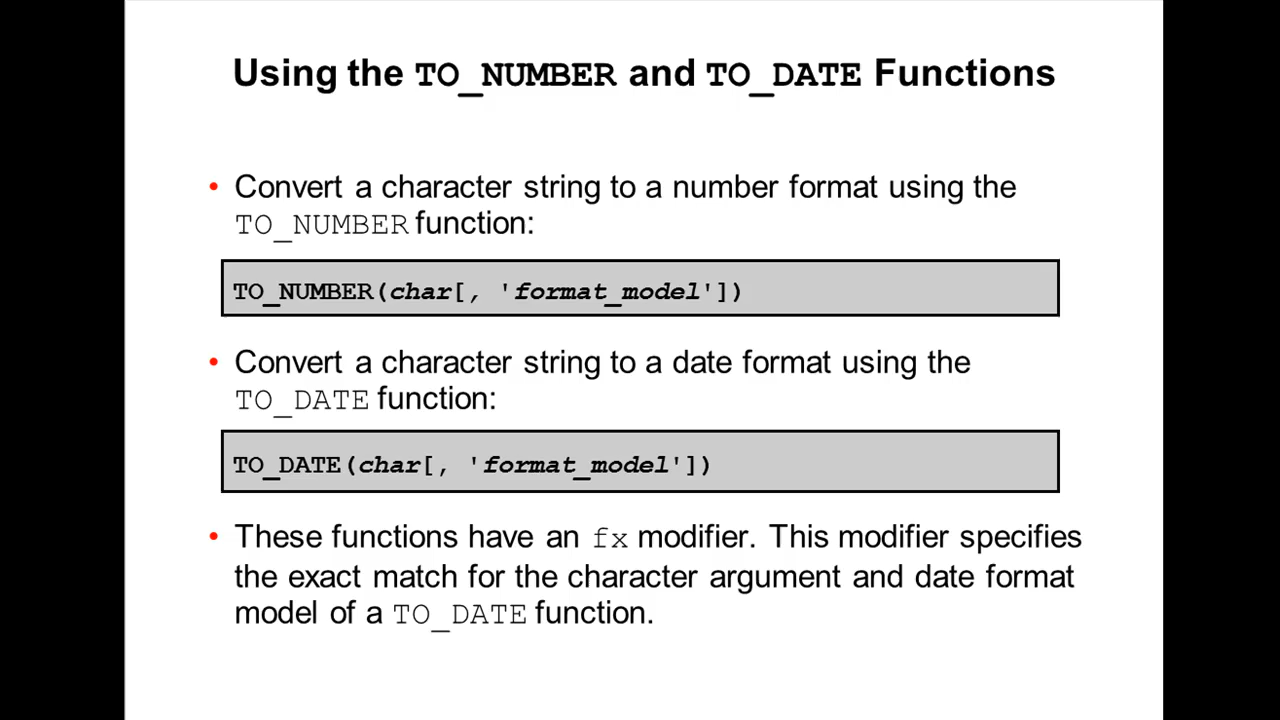 Using the TO_NUMBER and TO_DATE Functions
• Convert a character string to a number format using the
TO_NUMBER function:
TO_NUMBER(char[, 'format_model'])
• Convert a character string to a date format using the
TO_DATE function:
TO_DATE(char[, 'format_model'])
• These functions have an fx modifier. This modifier specifies
the exact match for the character argument and date format
model of a TO_DATE function.